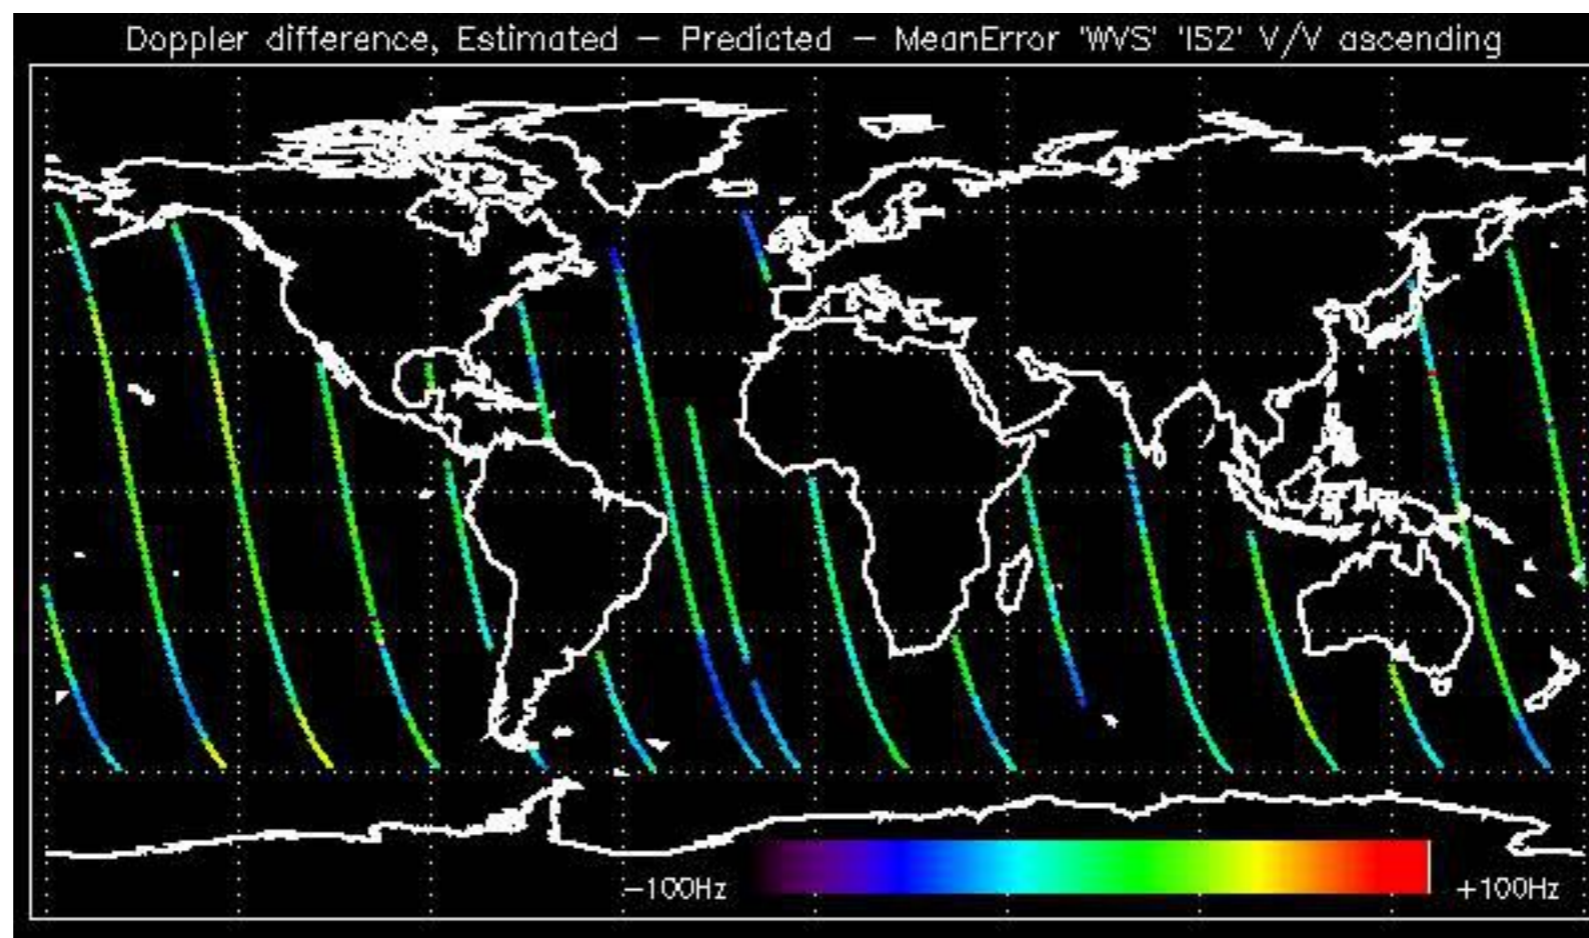 Doppler difference, Estimated - Predicted - MeanError 'WVS' 'IS2' V/V ascending
-100Hz
+100Hz